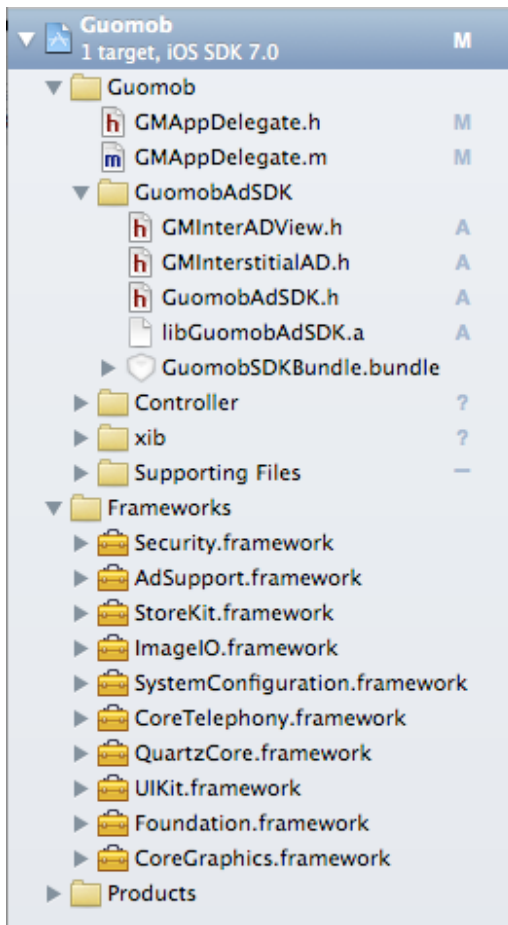 Guomob M
1 target, iOS SDK 7.0
Guomob
h GMAppDelegate.h M
m GMAppDelegate.m M
GuomobAdSDK
h GMInterADView.h A
h GMInterstitialAD.h A
h GuomobAdSDK.h A
libGuomobAdSDK.a A
GuomobSDKBundle.bundle
Controller ?
xib ?
Supporting Files –
Frameworks
Security.framework
AdSupport.framework
StoreKit.framework
ImageIO.framework
SystemConfiguration.framework
CoreTelephony.framework
QuartzCore.framework
UIKit.framework
Foundation.framework
CoreGraphics.framework
Products